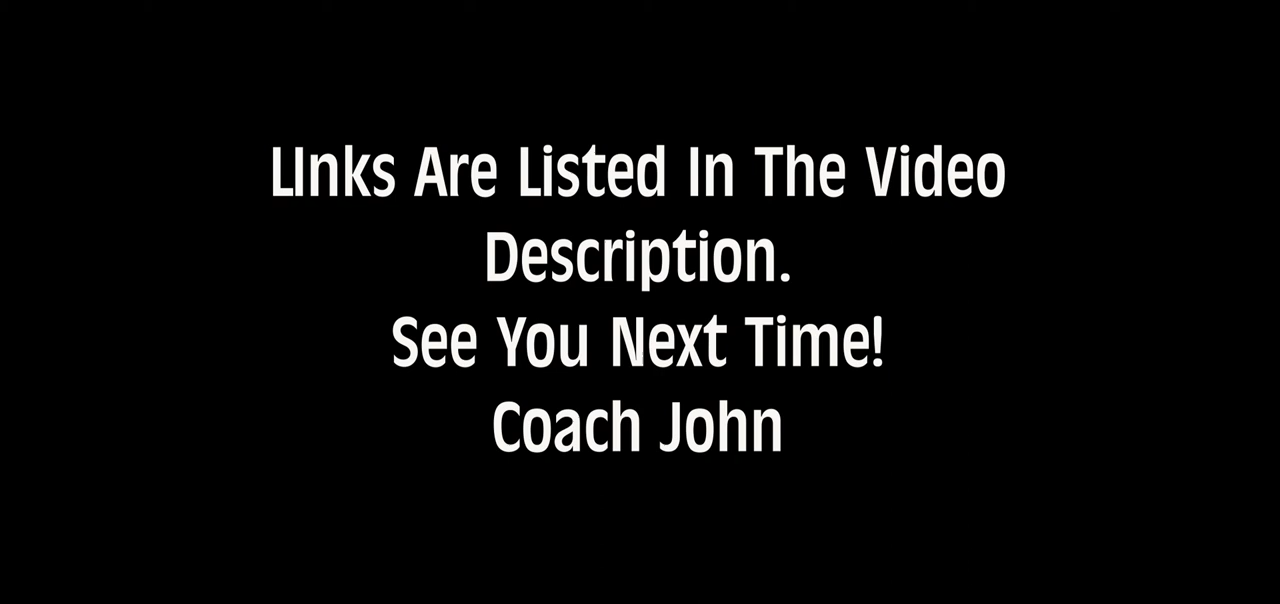 LInks Are Listed In The Video
Description.
See You Next Time!
Coach John